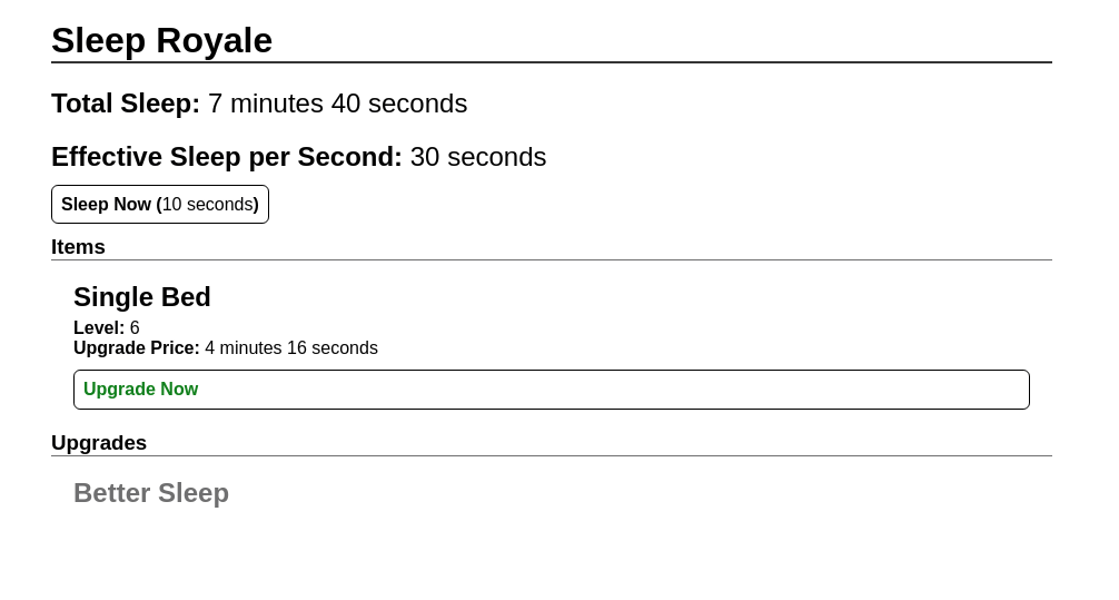 Sleep Royale
Total Sleep: 7 minutes 40 seconds
Effective Sleep per Second: 30 seconds
Sleep Now (10 seconds)
Items
Single Bed
Level: 6
Upgrade Price: 4 minutes 16 seconds
Upgrade Now
Upgrades
Better Sleep